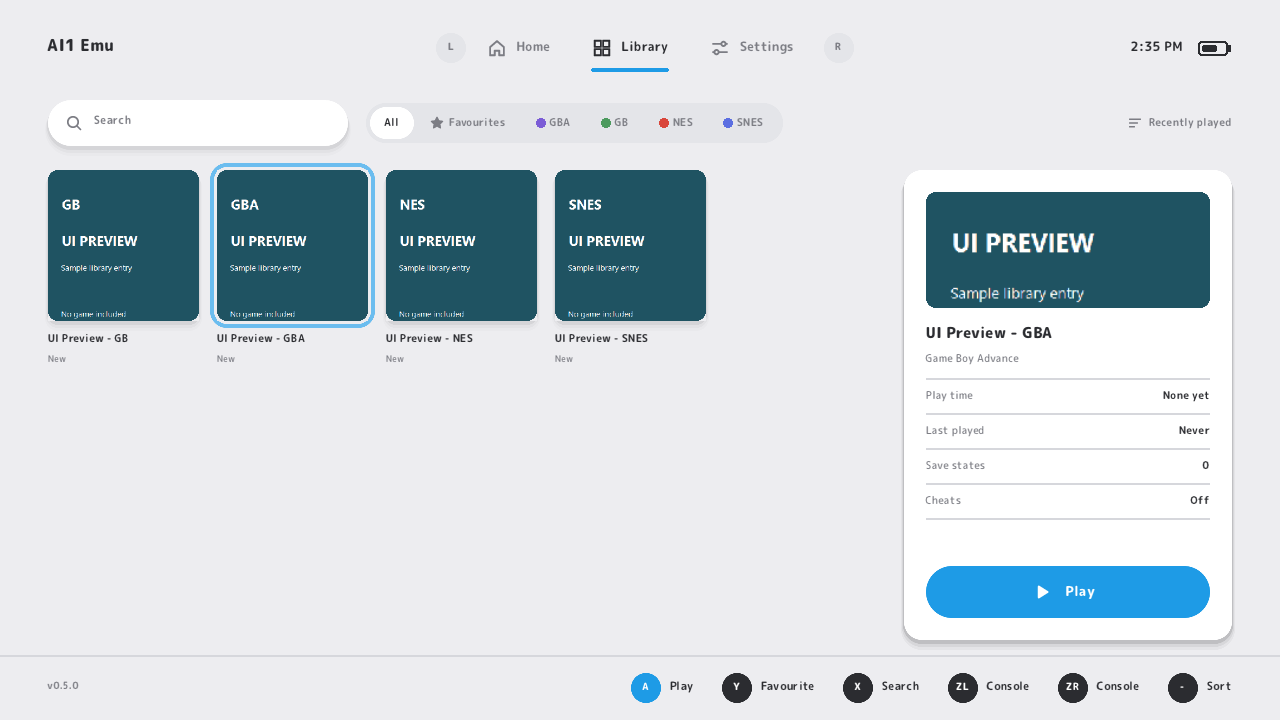 AI1 Emu
L
Home
Library
Settings
R
2:35 PM
Search
All
Favourites
GBA
GB
NES
SNES
Recently played
GB
UI PREVIEW
Sample library entry
No game included
UI Preview - GB
New
GBA
UI PREVIEW
Sample library entry
No game included
UI Preview - GBA
New
NES
UI PREVIEW
Sample library entry
No game included
UI Preview - NES
New
SNES
UI PREVIEW
Sample library entry
No game included
UI Preview - SNES
New
UI PREVIEW
Sample library entry
UI Preview - GBA
Game Boy Advance
Play time None yet
Last played Never
Save states 0
Cheats Off
Play
v0.5.0
A Play
Y Favourite
X Search
ZL Console
ZR Console
- Sort